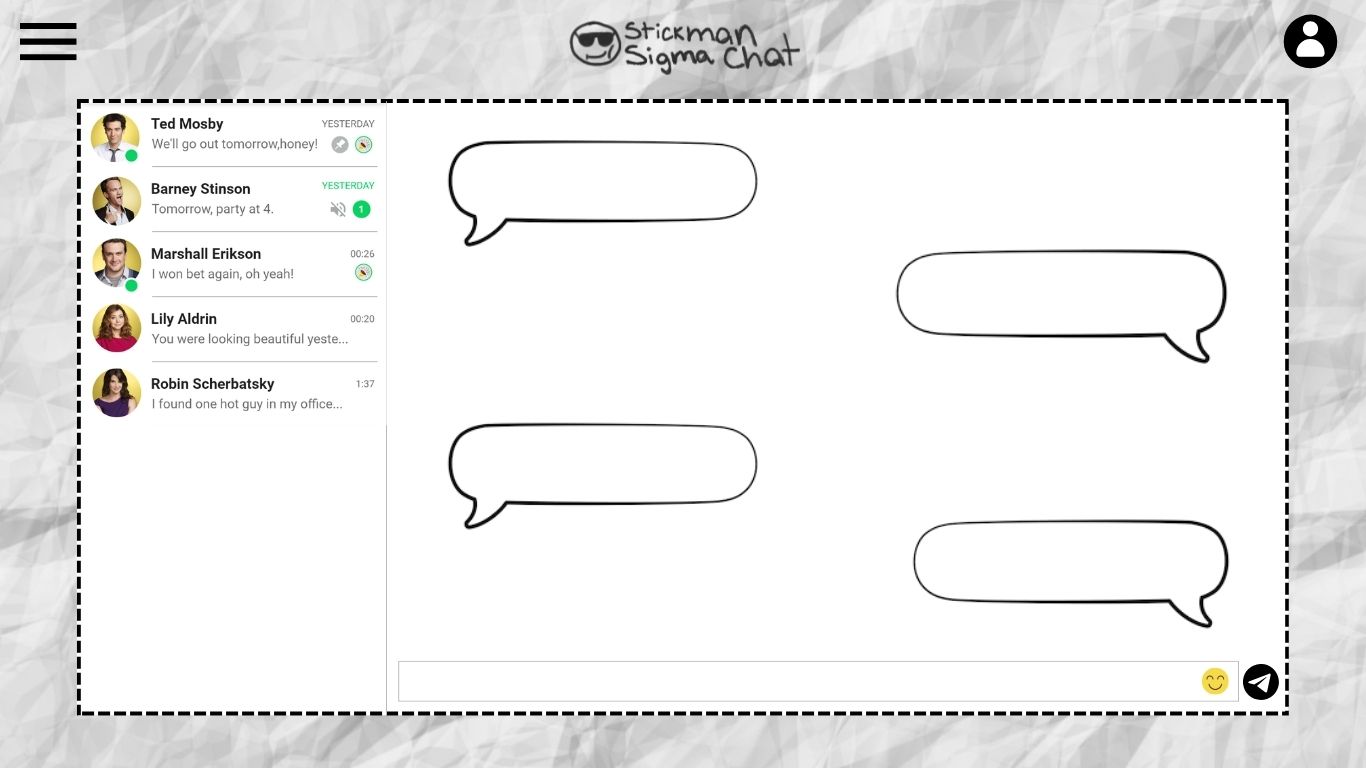 Stickman
Sigma Chat
Ted Mosby
YESTERDAY
We'll go out tomorrow,honey!
Barney Stinson
YESTERDAY
Tomorrow, party at 4.
1
Marshall Erikson
00:26
I won bet again, oh yeah!
Lily Aldrin
00:20
You were looking beautiful yeste...
Robin Scherbatsky
1:37
I found one hot guy in my office...